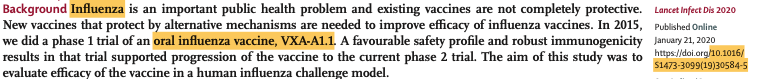 Background Influenza is an important public health problem and existing vaccines are not completely protective.
New vaccines that protect by alternative mechanisms are needed to improve efficacy of influenza vaccines. In 2015,
we did a phase 1 trial of an oral influenza vaccine, VXA-A1.1. A favourable safety profile and robust immunogenicity
results in that trial supported progression of the vaccine to the current phase 2 trial. The aim of this study was to
evaluate efficacy of the vaccine in a human influenza challenge model.
Lancet Infect Dis 2020
Published Online
January 21, 2020
https://doi.org/10.1016/
S1473-3099(19)30584-5